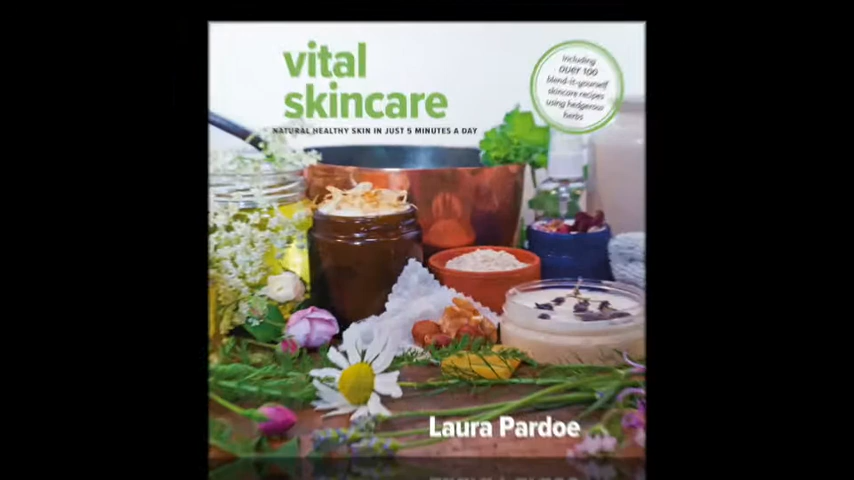 vital
skincare
NATURAL HEALTHY SKIN IN JUST 5 MINUTES A DAY
Including
over 100
blend-it-yourself
skincare recipes
using hedgerow
herbs
Laura Pardoe